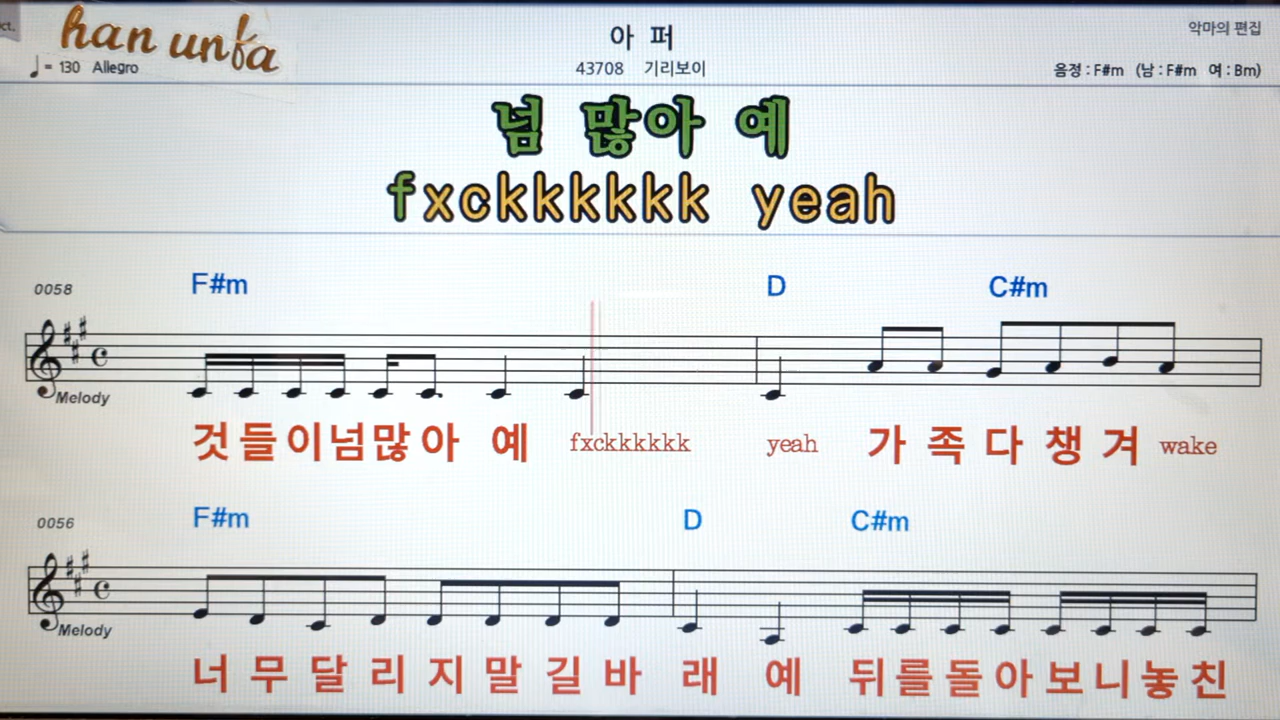 ct.
han unfa
♩= 130 Allegro
아 퍼
43708 기리보이
악마의 편집
음정 : F#m (남 : F#m 여 : Bm)
넘 많아 예
fxckkkkkk yeah
0058 F#m D C#m
Melody
것들이넘많아 예 fxckkkkkk yeah 가 족 다 챙 겨 wake
0056 F#m D C#m
Melody
너 무 달 리 지 말 길 바 래 예 뒤를돌아보니놓친